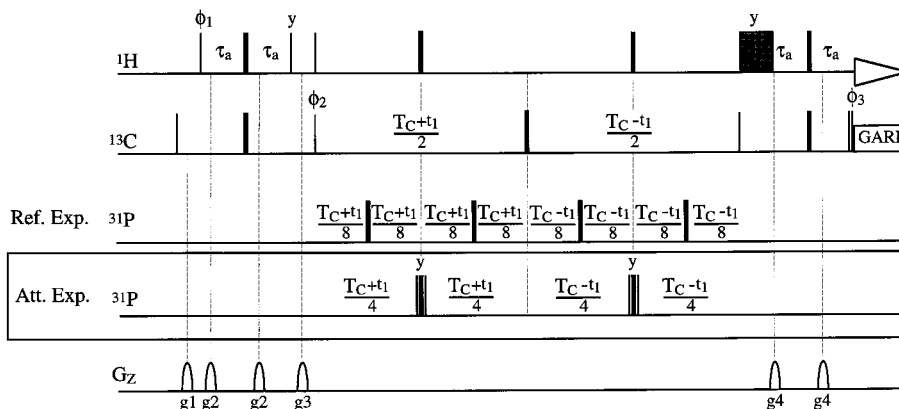 ϕ1 y y
¹H τa τa τa τa
ϕ2 ϕ3
¹³C TC+t1/2 TC-t1/2 GARP
Ref. Exp. ³¹P TC+t1/8 TC+t1/8 TC+t1/8 TC+t1/8 TC-t1/8 TC-t1/8 TC-t1/8 TC-t1/8
y y
Att. Exp. ³¹P TC+t1/4 TC+t1/4 TC-t1/4 TC-t1/4
GZ
g1 g2 g2 g3 g4 g4